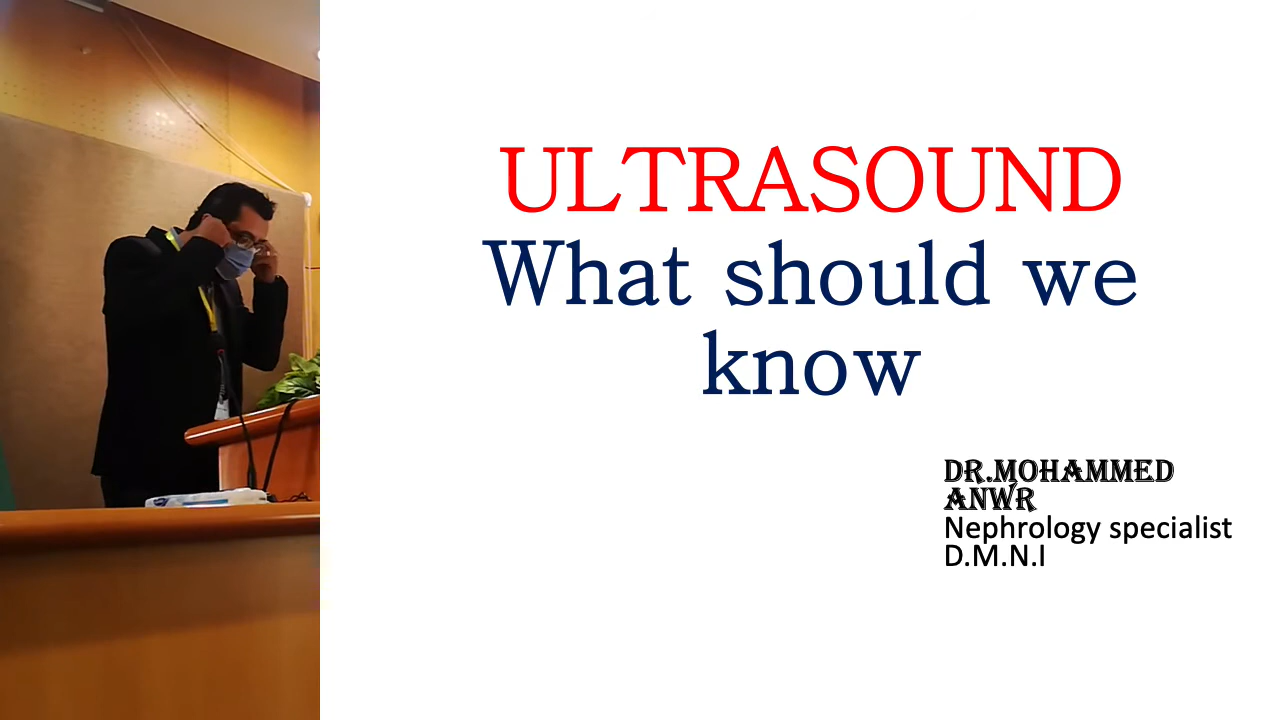 ULTRASOUND
What should we
know
DR.MOHAMMED
ANWR
Nephrology specialist
D.M.N.I